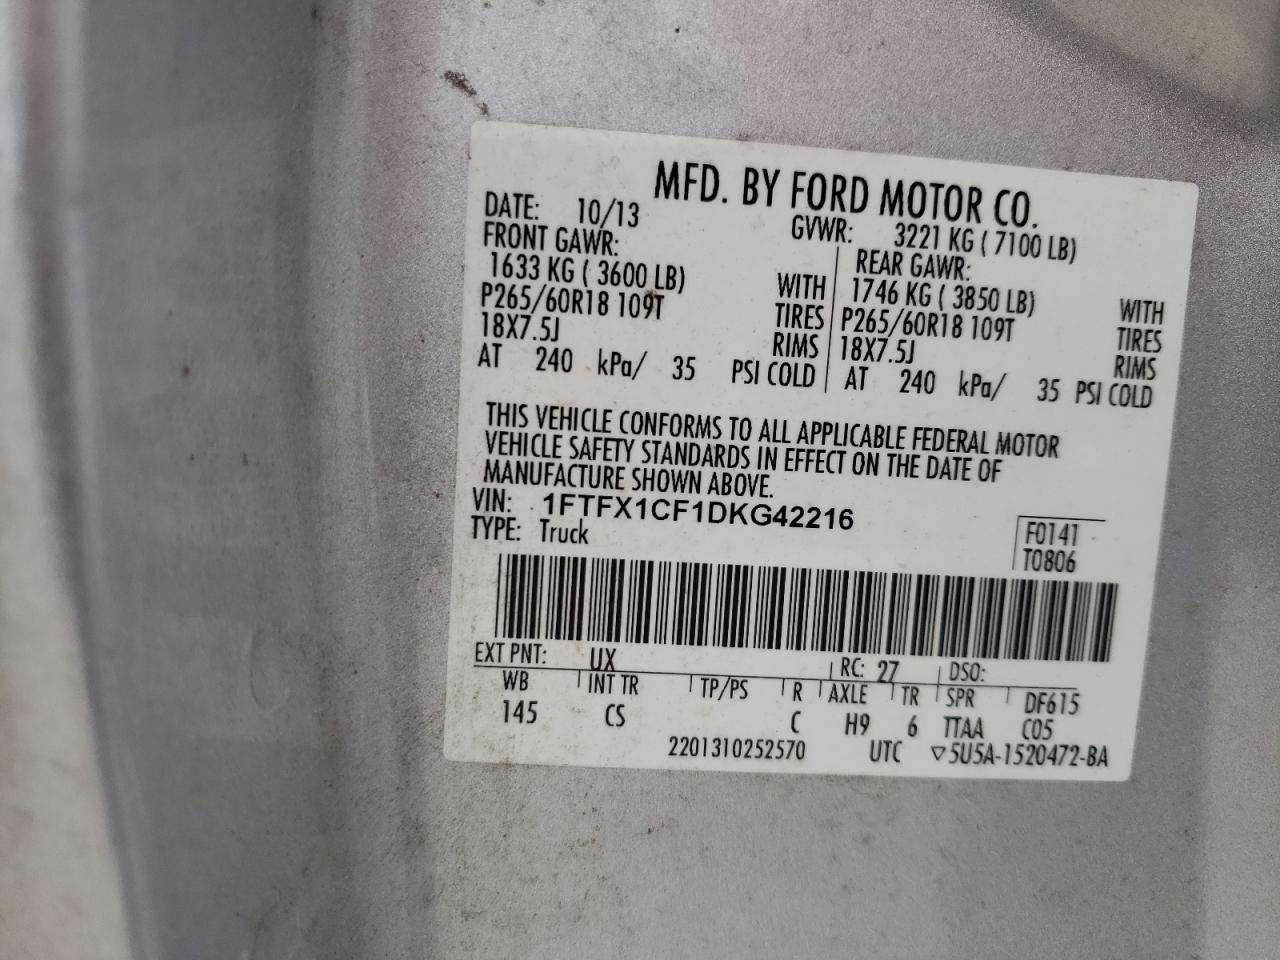 MFD. BY FORD MOTOR CO.
DATE: 10/13 GVWR: 3221 KG ( 7100 LB)
FRONT GAWR: REAR GAWR:
1633 KG ( 3600 LB) WITH 1746 KG ( 3850 LB) WITH
P265/60R18 109T TIRES P265/60R18 109T TIRES
18X7.5J RIMS 18X7.5J RIMS
AT 240 kPa/ 35 PSI COLD AT 240 kPa/ 35 PSI COLD
THIS VEHICLE CONFORMS TO ALL APPLICABLE FEDERAL MOTOR
VEHICLE SAFETY STANDARDS IN EFFECT ON THE DATE OF
MANUFACTURE SHOWN ABOVE.
VIN: 1FTFX1CF1DKG42216
TYPE: Truck
F0141
T0806
EXT PNT: UX RC: 27 DSO:
WB INT TR TP/PS R AXLE TR SPR DF615
145 CS C H9 6 TTAA C05
2201310252570 UTC ▽5U5A-1520472-BA